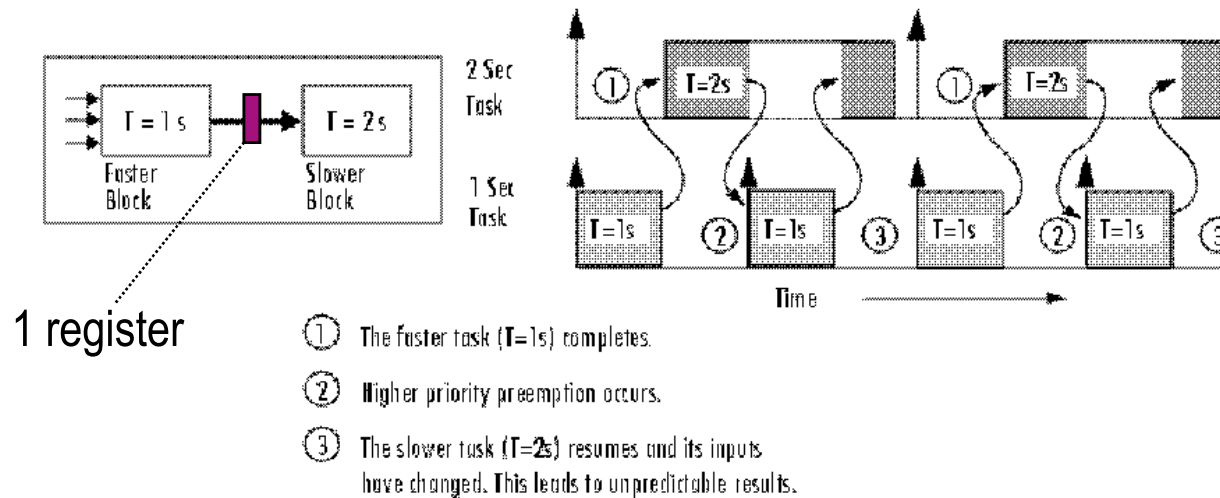 T = 1 s
T = 2 s
Faster
Block
Slower
Block
1 register
2 Sec
Task
1 Sec
Task
1
T=2s
1
T=2s
T=1s
2
T=1s
3
T=1s
2
T=1s
3
Time
1 The faster task (T=1s) completes.
2 Higher priority preemption occurs.
3 The slower task (T=2s) resumes and its inputs
have changed. This leads to unpredictable results.